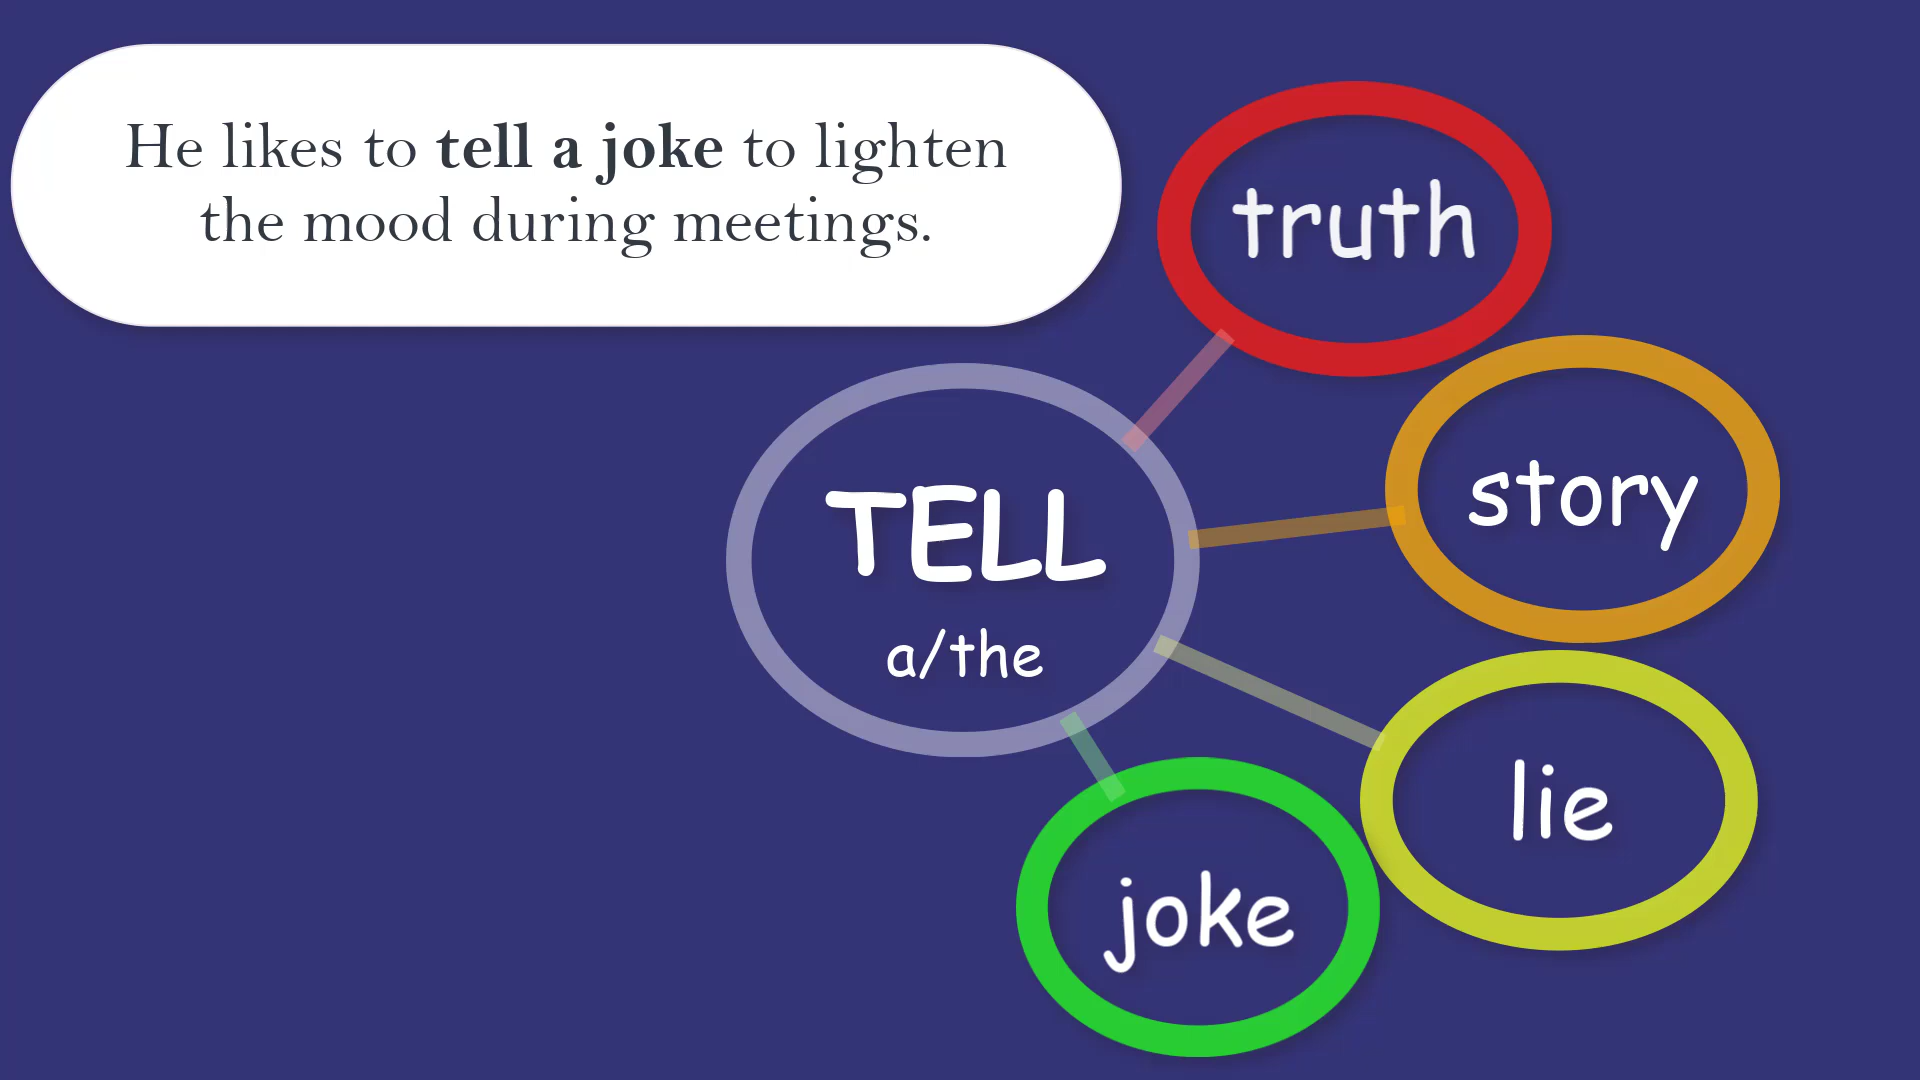 He likes to tell a joke to lighten
the mood during meetings.
truth
story
TELL
a/the
lie
joke